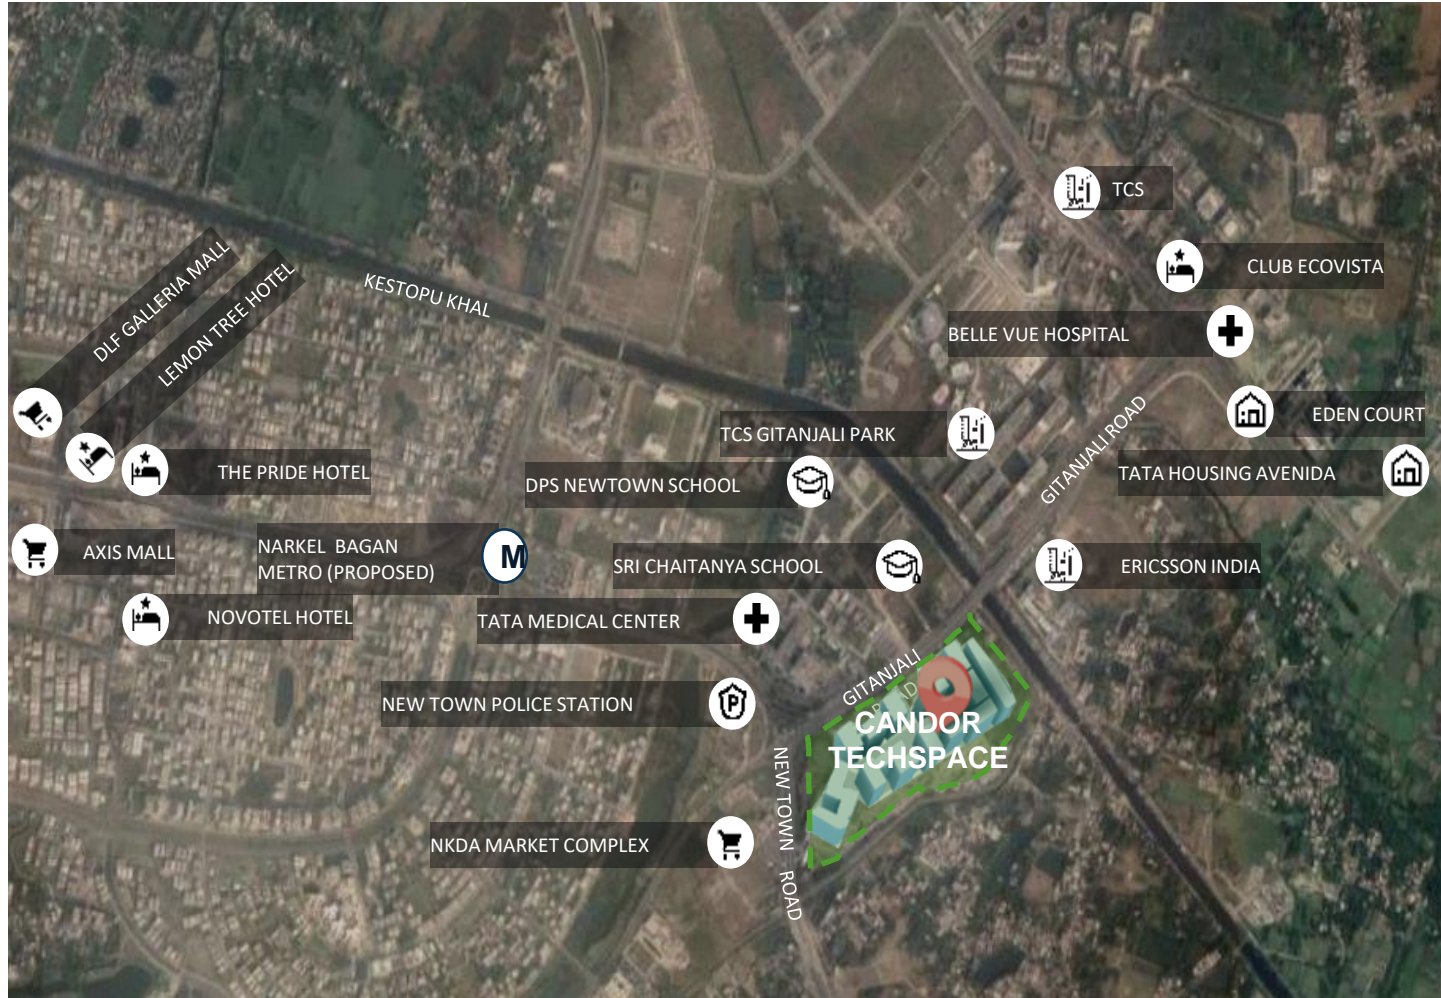 TCS
CLUB ECOVISTA
DLF GALLERIA MALL
LEMON TREE HOTEL
KESTOPU KHAL
BELLE VUE HOSPITAL
EDEN COURT
TCS GITANJALI PARK
GITANJALI ROAD
THE PRIDE HOTEL
DPS NEWTOWN SCHOOL
TATA HOUSING AVENIDA
AXIS MALL
NARKEL BAGAN
METRO (PROPOSED)
M
SRI CHAITANYA SCHOOL
ERICSSON INDIA
NOVOTEL HOTEL
TATA MEDICAL CENTER
GITANJALI
ROAD
NEW TOWN POLICE STATION
P
CANDOR
TECHSPACE
NEW TOWN ROAD
NKDA MARKET COMPLEX